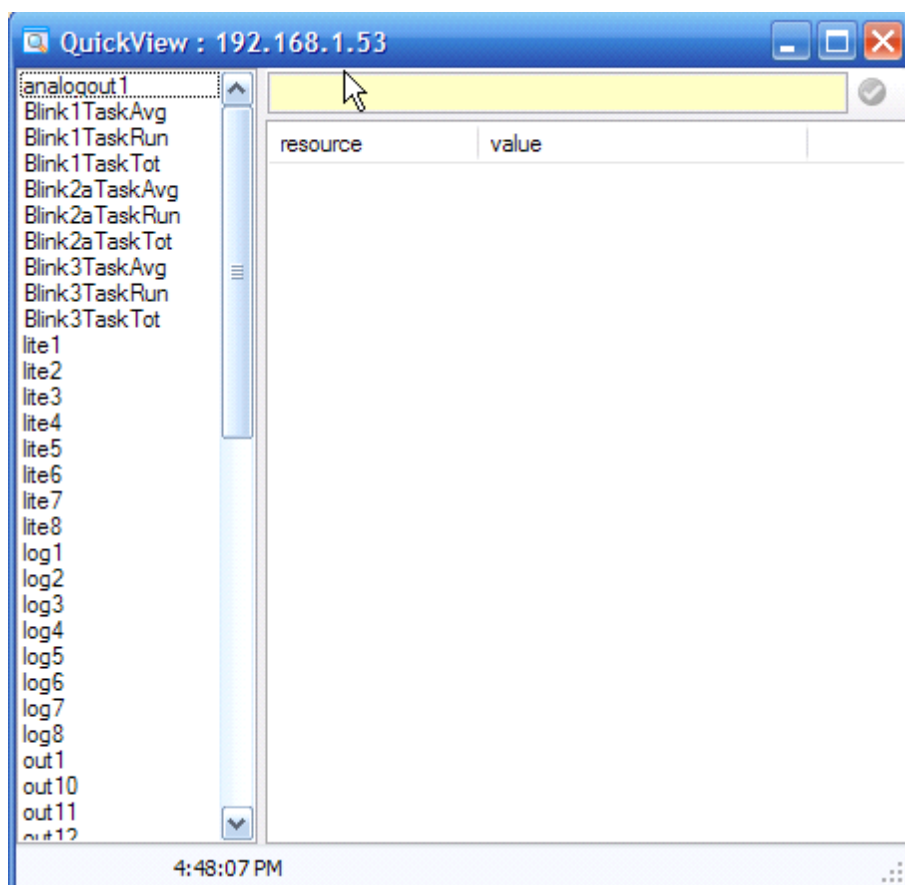 QuickView : 192.168.1.53
analogout1
Blink1TaskAvg
Blink1TaskRun
Blink1TaskTot
Blink2aTaskAvg
Blink2aTaskRun
Blink2aTaskTot
Blink3TaskAvg
Blink3TaskRun
Blink3TaskTot
lite1
lite2
lite3
lite4
lite5
lite6
lite7
lite8
log1
log2
log3
log4
log5
log6
log7
log8
out1
out10
out11
out12
resource value
4:48:07 PM